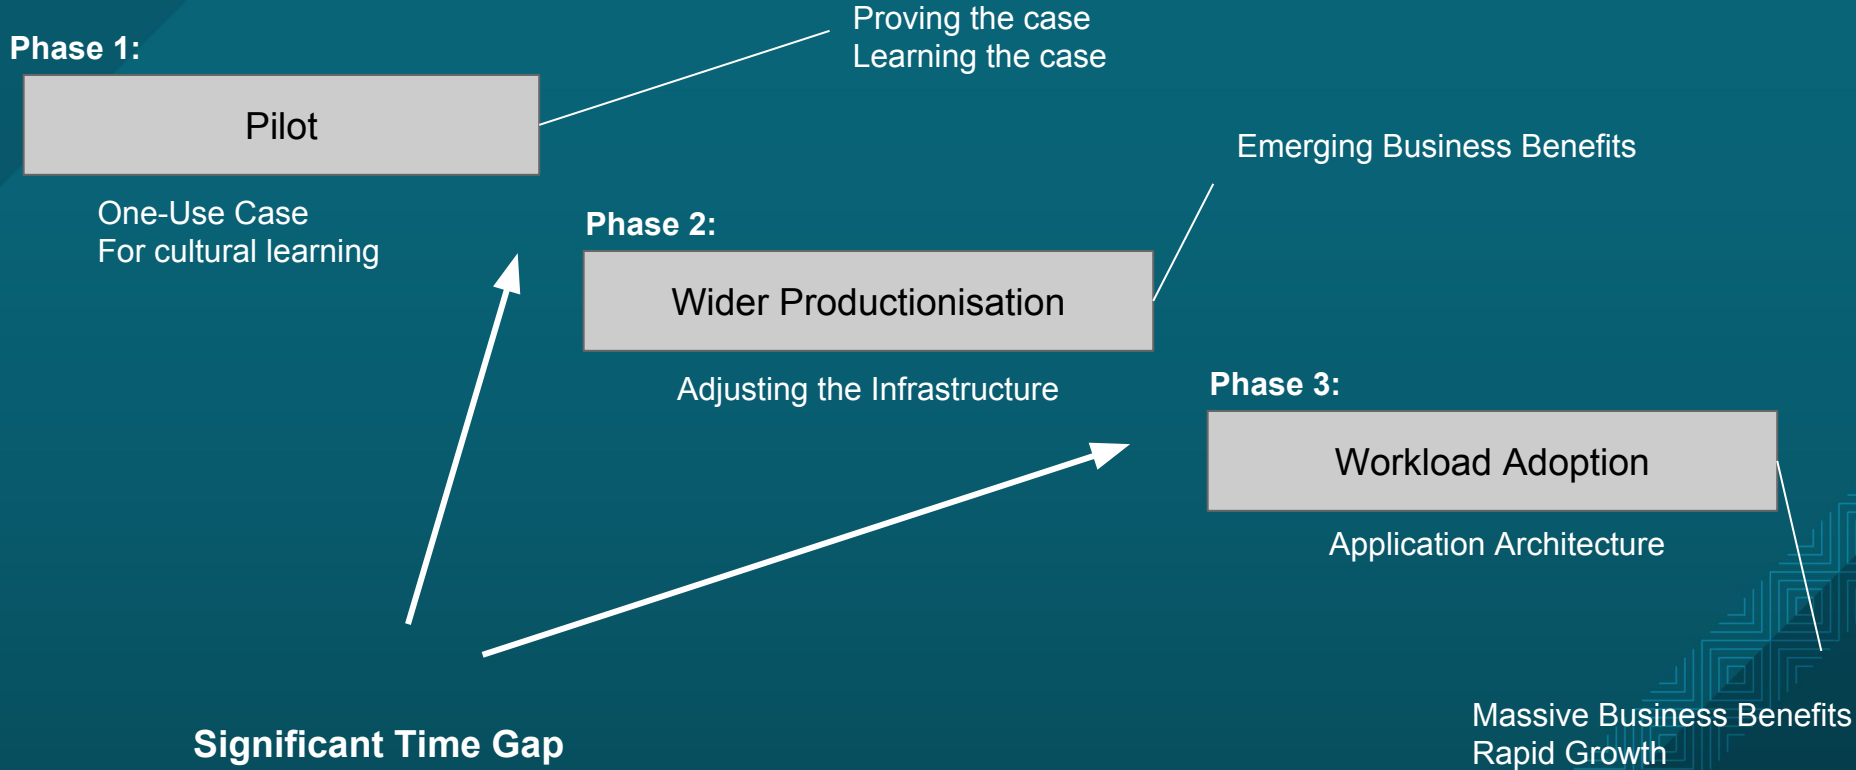 Proving the case
Learning the case
Phase 1:
Pilot
One-Use Case
For cultural learning
Emerging Business Benefits
Phase 2:
Wider Productionisation
Adjusting the Infrastructure
Phase 3:
Workload Adoption
Application Architecture
Significant Time Gap
Massive Business Benefits
Rapid Growth